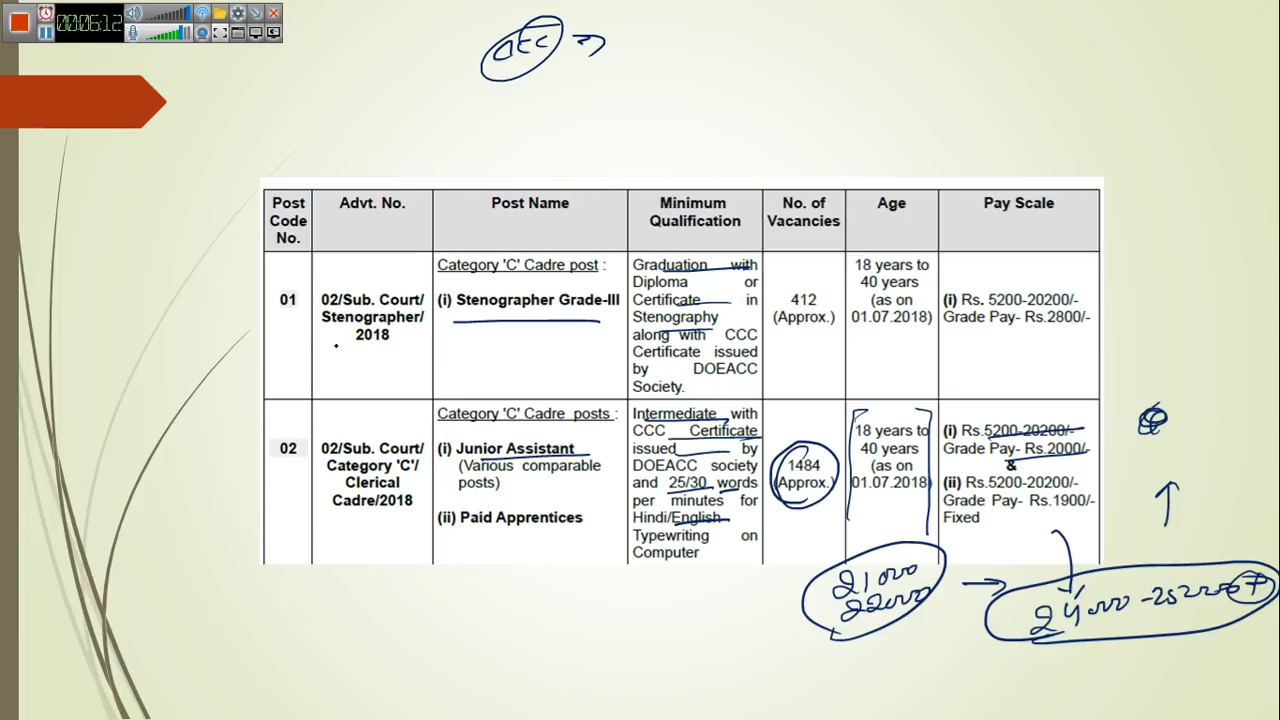 00:06:12
Post
Code
No.
Advt. No.
Post Name
Minimum
Qualification
No. of
Vacancies
Age
Pay Scale
01
02/Sub. Court/
Stenographer/
2018
Category 'C' Cadre post :
(i) Stenographer Grade-III
Graduation with
Diploma or
Certificate in
Stenography
along with CCC
Certificate issued
by DOEACC
Society.
412
(Approx.)
18 years to
40 years
(as on
01.07.2018)
(i) Rs. 5200-20200/-
Grade Pay- Rs.2800/-
02
02/Sub. Court/
Category 'C'/
Clerical
Cadre/2018
Category 'C' Cadre posts :
(i) Junior Assistant
(Various comparable
posts)
(ii) Paid Apprentices
Intermediate with
CCC Certificate
issued by
DOEACC society
and 25/30 words
per minutes for
Hindi/English
Typewriting on
Computer
1484
(Approx.)
18 years to
40 years
(as on
01.07.2018)
(i) Rs.5200-20200/-
Grade Pay- Rs.2000/-
&
(ii) Rs.5200-20200/-
Grade Pay- Rs.1900/-
Fixed
21000
22000